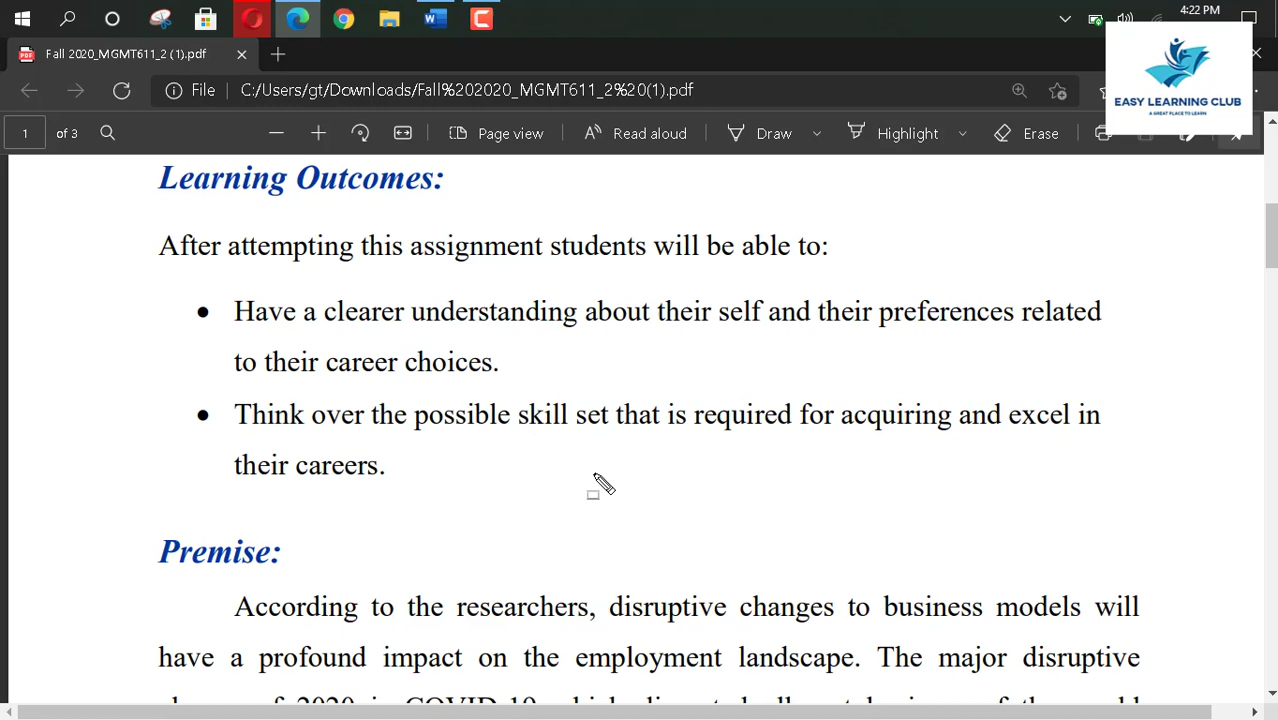 4:22 PM
Fall 2020_MGMT611_2 (1).pdf
File C:/Users/gt/Downloads/Fall%202020_MGMT611_2%20(1).pdf
EASY LEARNING CLUB
A GREAT PLACE TO LEARN
1 of 3 Page view Read aloud Draw Highlight Erase
Learning Outcomes:
After attempting this assignment students will be able to:
• Have a clearer understanding about their self and their preferences related
to their career choices.
• Think over the possible skill set that is required for acquiring and excel in
their careers.
Premise:
According to the researchers, disruptive changes to business models will
have a profound impact on the employment landscape. The major disruptive